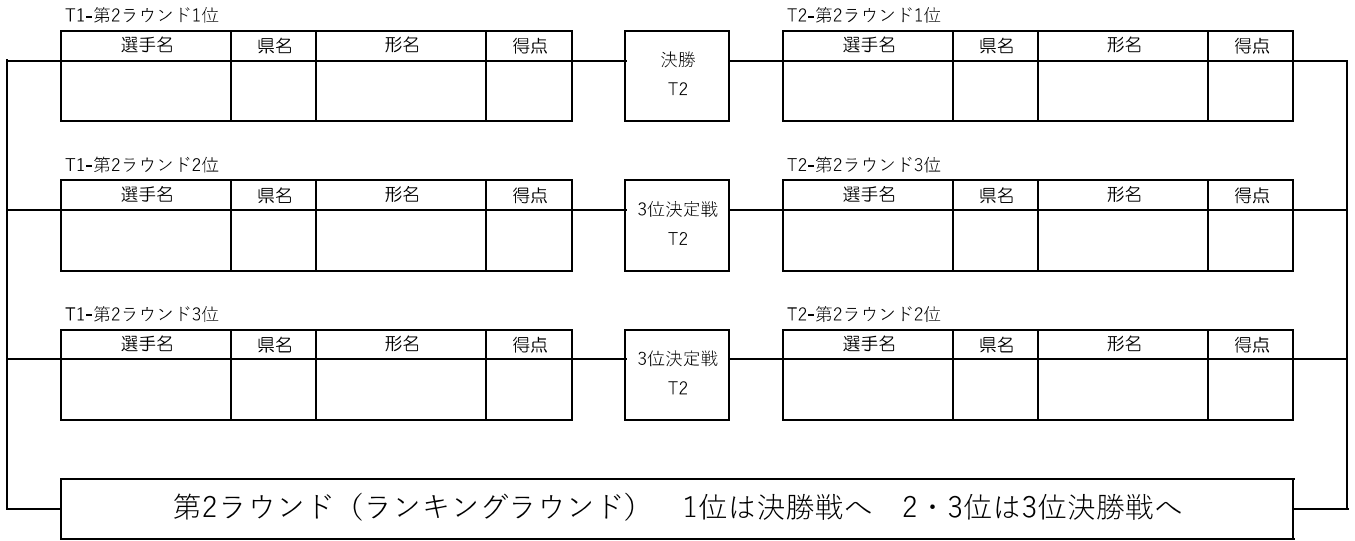 T1-第2ラウンド1位
T2-第2ラウンド1位
選手名 県名 形名 得点
決勝
T2
選手名 県名 形名 得点
T1-第2ラウンド2位
T2-第2ラウンド3位
選手名 県名 形名 得点
3位決定戦
T2
選手名 県名 形名 得点
T1-第2ラウンド3位
T2-第2ラウンド2位
選手名 県名 形名 得点
3位決定戦
T2
選手名 県名 形名 得点
第2ラウンド（ランキングラウンド）　1位は決勝戦へ　2・3位は3位決勝戦へ